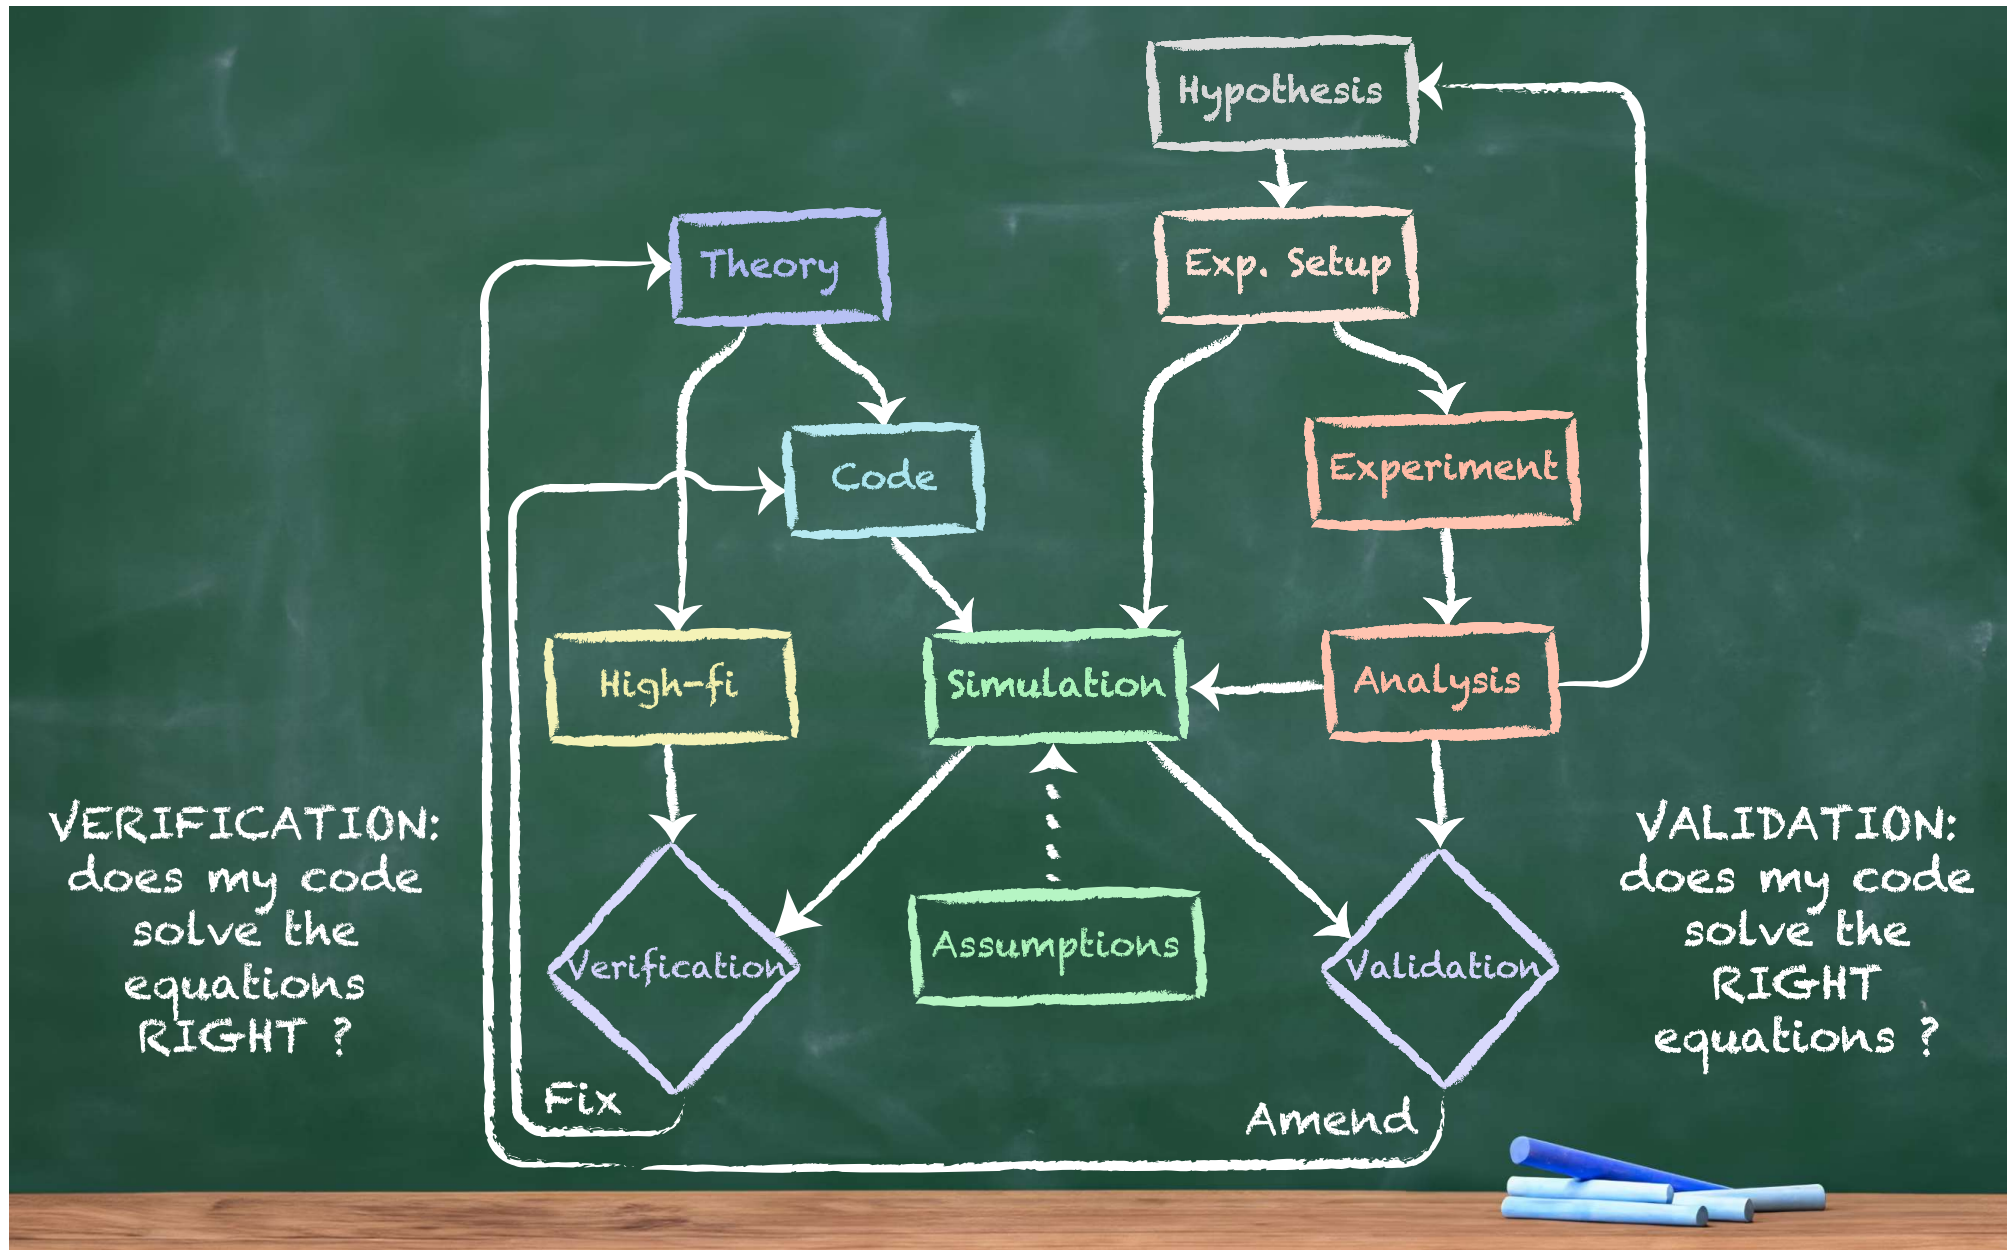 Hypothesis
Theory
Exp. Setup
Code
Experiment
High-fi
Simulation
Analysis
VERIFICATION:
does my code
solve the
equations
RIGHT ?
Verification
Assumptions
Validation
VALIDATION:
does my code
solve the
RIGHT
equations ?
Fix
Amend